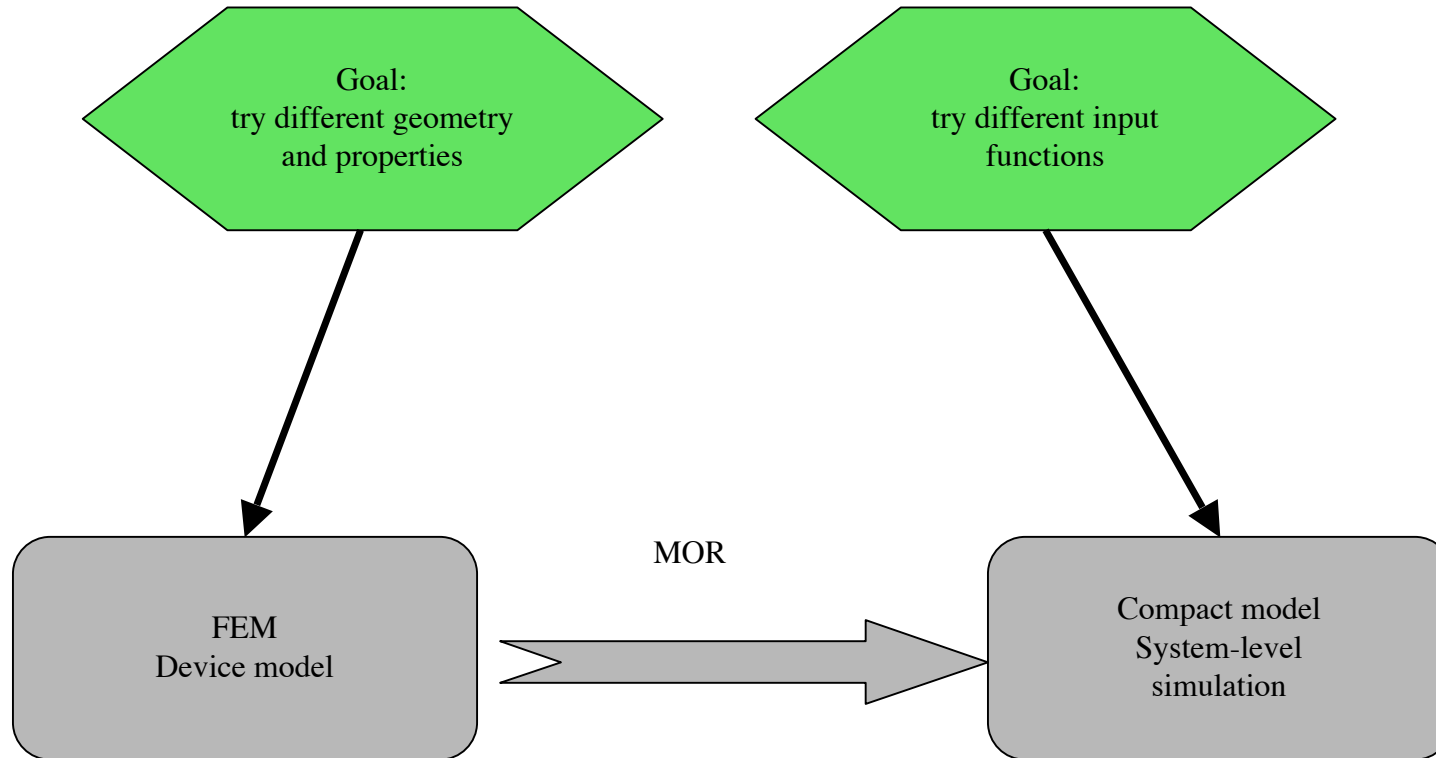 Goal:
try different geometry
and properties
Goal:
try different input
functions
MOR
FEM
Device model
Compact model
System-level
simulation